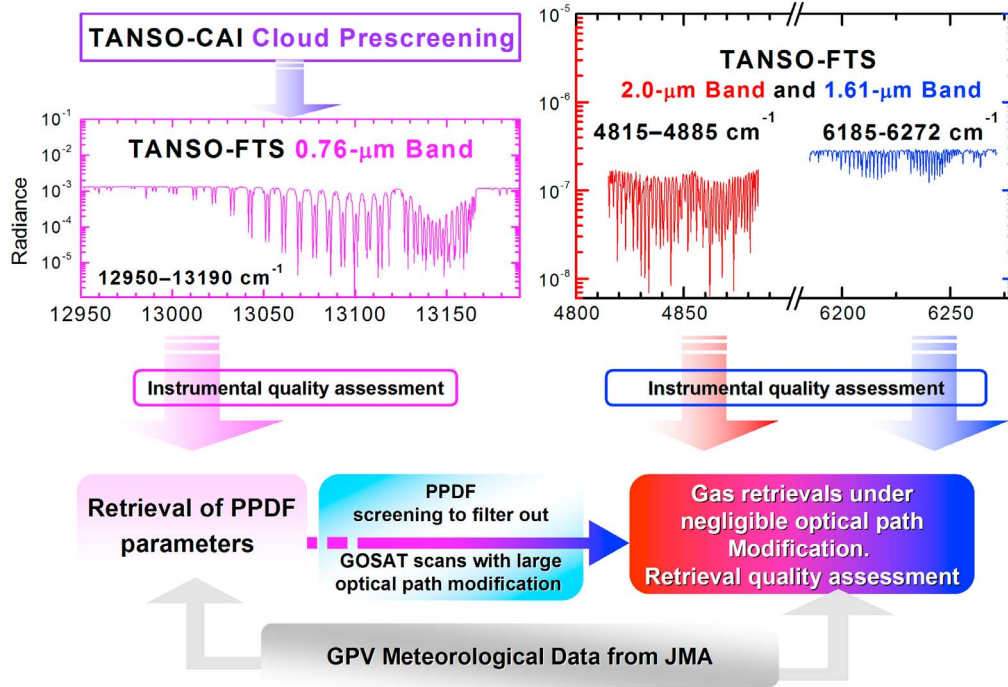 TANSO-CAI Cloud Prescreening
10⁻¹
10⁻²
10⁻³
10⁻⁴
10⁻⁵
Radiance
TANSO-FTS 0.76-μm Band
12950–13190 cm⁻¹
12950 13000 13050 13100 13150
10⁻⁵
10⁻⁶
10⁻⁷
10⁻⁸
TANSO-FTS
2.0-μm Band and 1.61-μm Band
4815–4885 cm⁻¹ 6185-6272 cm⁻¹
4800 4850 6200 6250
Instrumental quality assessment
Instrumental quality assessment
Retrieval of PPDF
parameters
PPDF
screening to filter out
GOSAT scans with large
optical path modification
Gas retrievals under
negligible optical path
Modification.
Retrieval quality assessment
GPV Meteorological Data from JMA